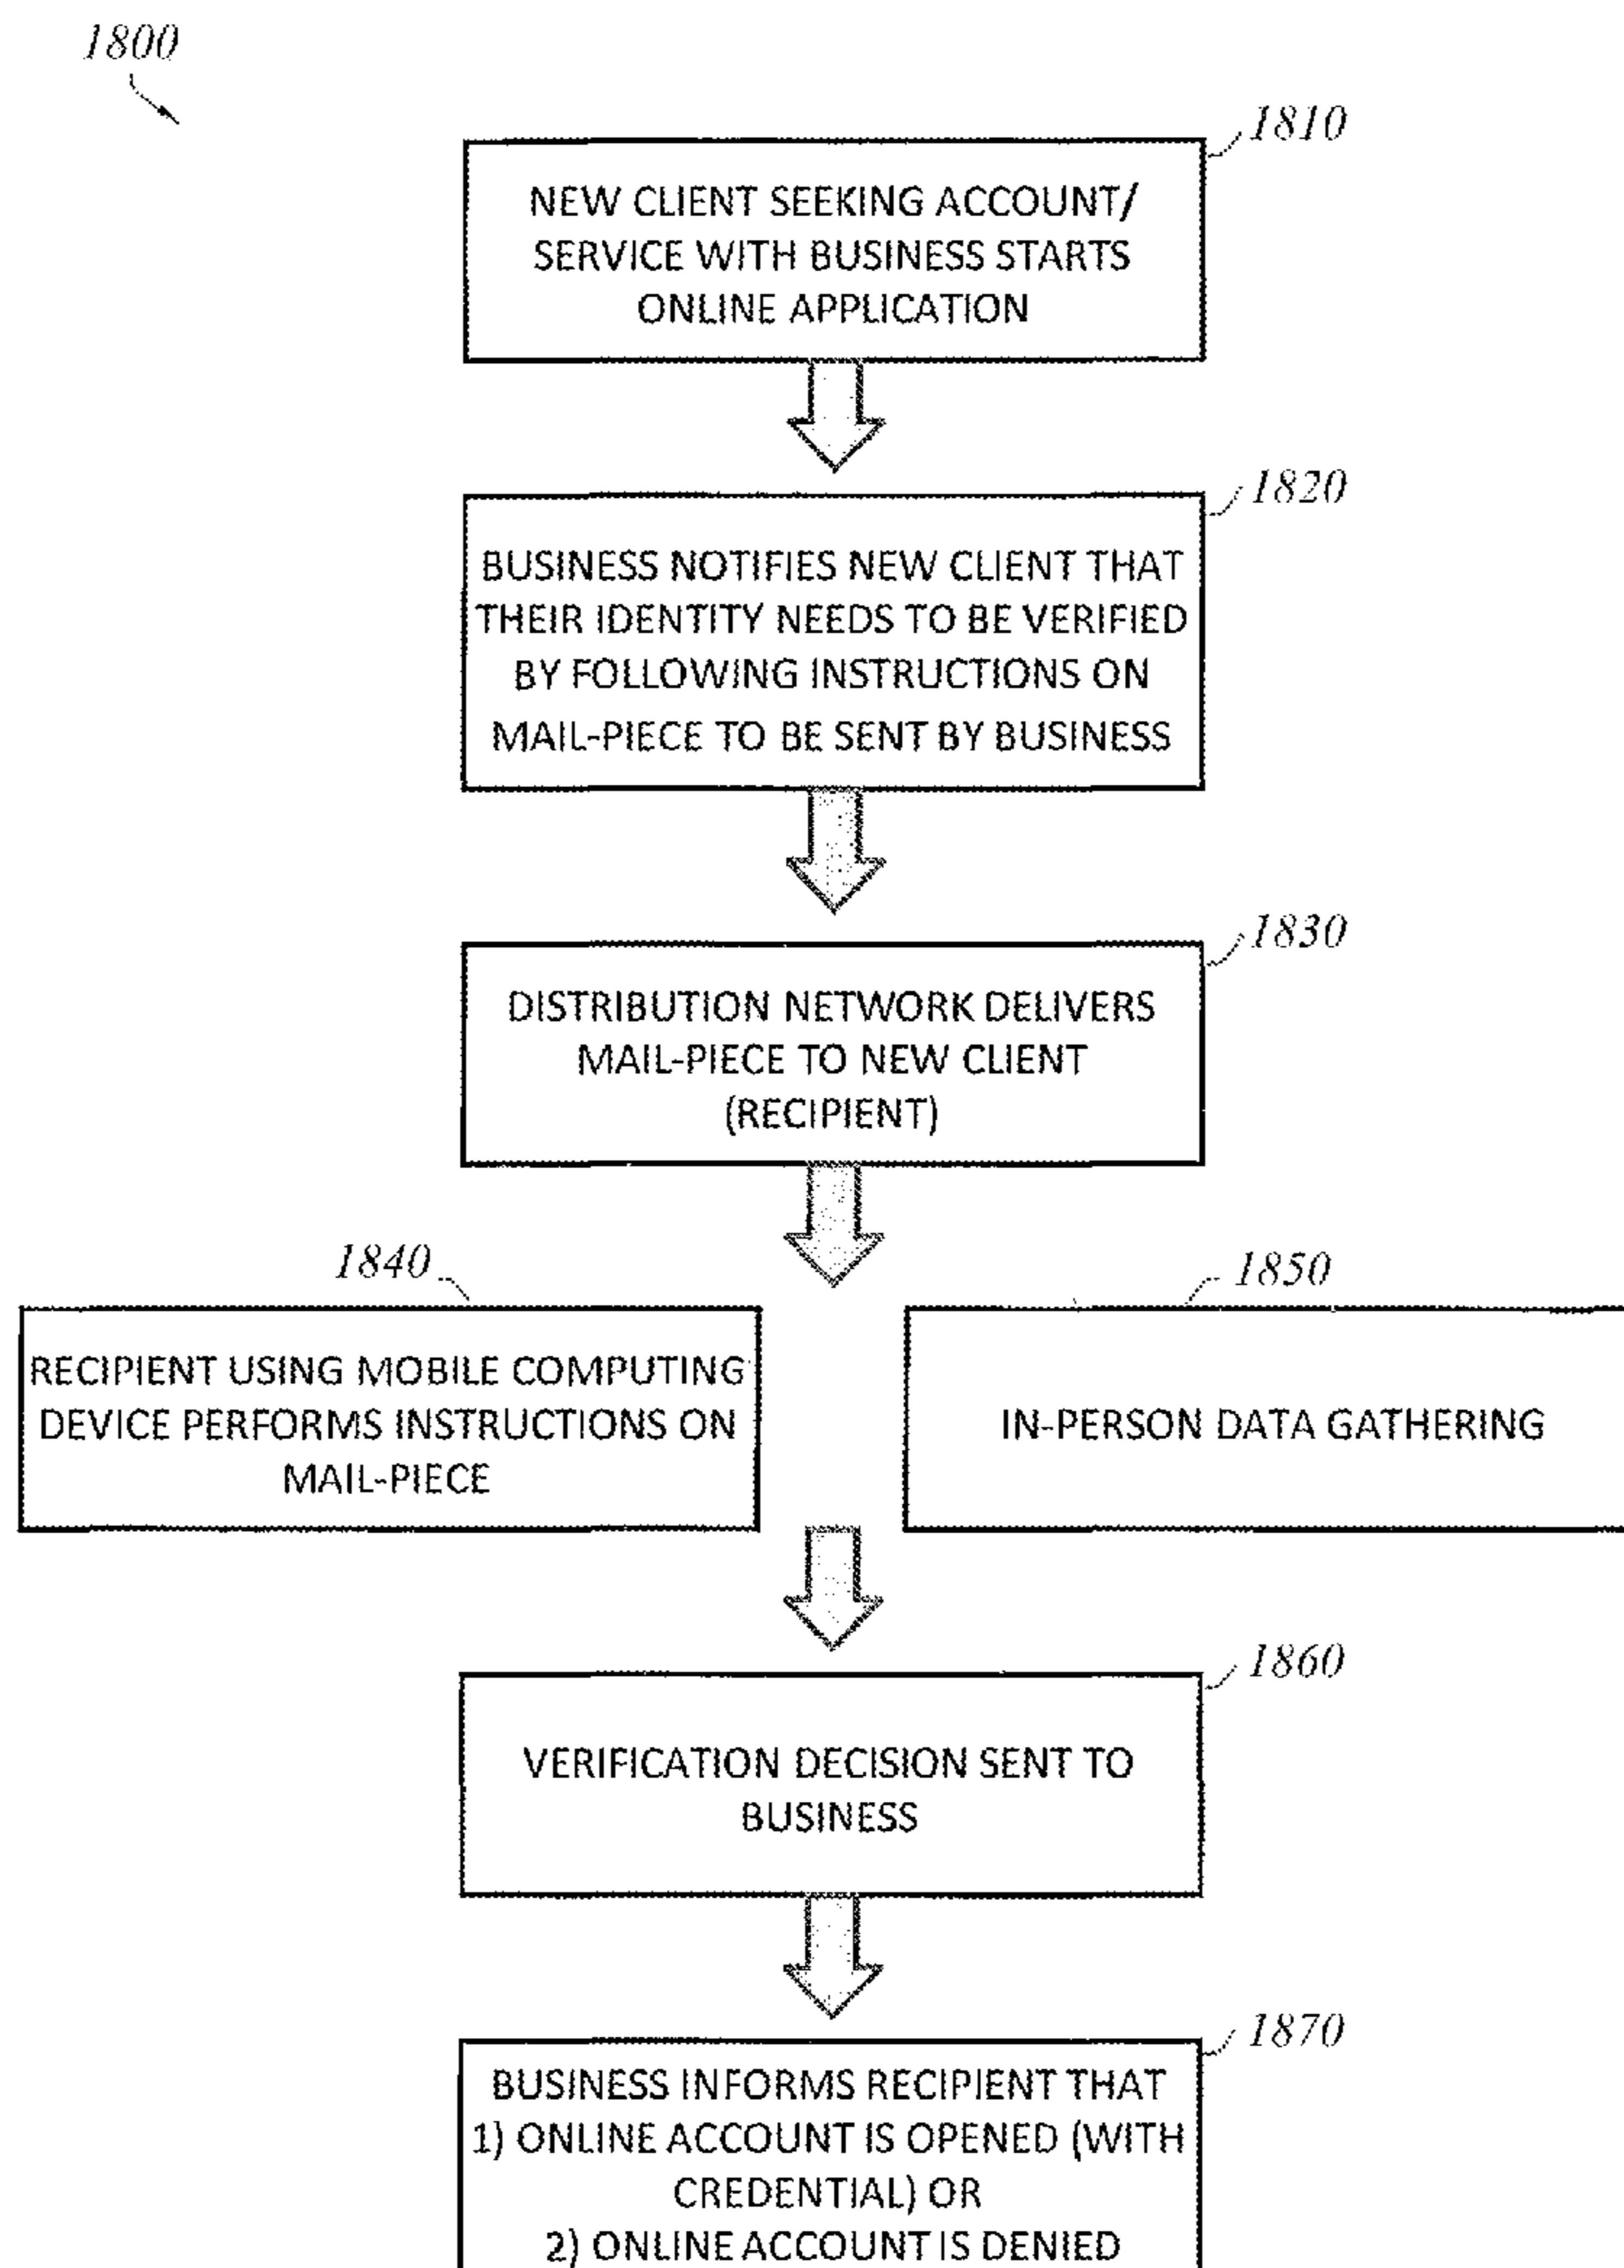 1800
1810
NEW CLIENT SEEKING ACCOUNT/
SERVICE WITH BUSINESS STARTS
ONLINE APPLICATION
1820
BUSINESS NOTIFIES NEW CLIENT THAT
THEIR IDENTITY NEEDS TO BE VERIFIED
BY FOLLOWING INSTRUCTIONS ON
MAIL-PIECE TO BE SENT BY BUSINESS
1830
DISTRIBUTION NETWORK DELIVERS
MAIL-PIECE TO NEW CLIENT
(RECIPIENT)
1840
RECIPIENT USING MOBILE COMPUTING
DEVICE PERFORMS INSTRUCTIONS ON
MAIL-PIECE
1850
IN-PERSON DATA GATHERING
1860
VERIFICATION DECISION SENT TO
BUSINESS
1870
BUSINESS INFORMS RECIPIENT THAT
1) ONLINE ACCOUNT IS OPENED (WITH
CREDENTIAL) OR
2) ONLINE ACCOUNT IS DENIED